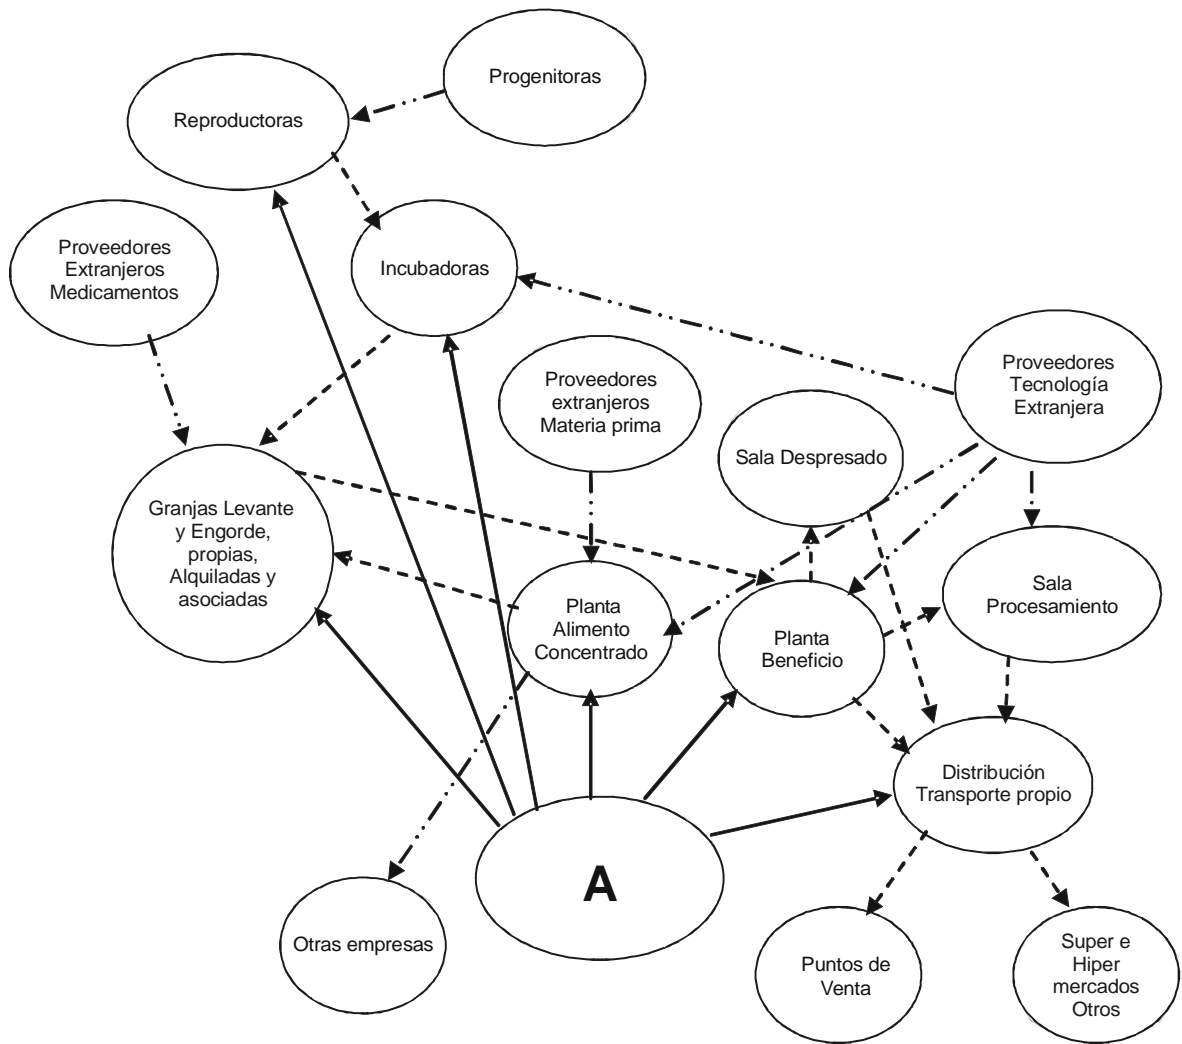 Progenitoras
Reproductoras
Proveedores
Extranjeros
Medicamentos
Incubadoras
Proveedores
Tecnología
Extranjera
Proveedores
extranjeros
Materia prima
Sala Despresado
Granjas Levante
y Engorde,
propias,
Alquiladas y
asociadas
Planta
Alimento
Concentrado
Planta
Beneficio
Sala
Procesamiento
Distribución
Transporte propio
A
Otras empresas
Puntos de
Venta
Super e
Hiper
mercados
Otros